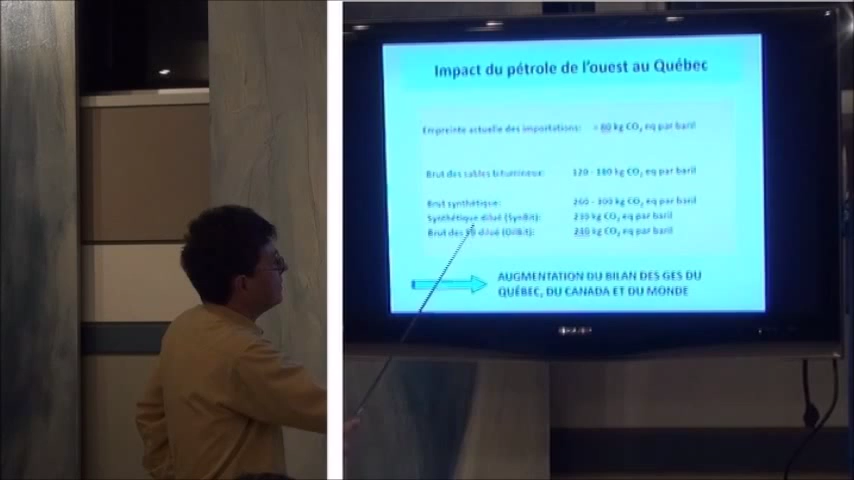 Impact du pétrole de l'ouest au Québec
Empreinte actuelle des importations: ≈ 80 kg CO₂ eq par baril
Brut des sables bitumineux: 120 - 180 kg CO₂ eq par baril
Brut synthétique: 260 - 300 kg CO₂ eq par baril
Synthétique dilué (SynBit): 230 kg CO₂ eq par baril
Brut des dilué (DilBit): kg CO₂ eq par baril
AUGMENTATION DU BILAN DES GES DU
QUÉBEC, DU CANADA ET DU MONDE